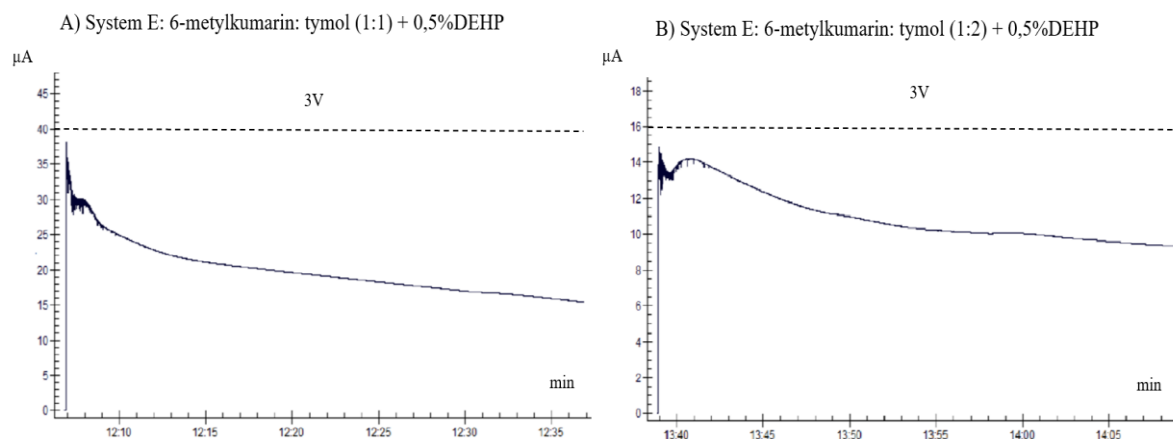 A) System E: 6-metylkumarin: tymol (1:1) + 0,5%DEHP
µA
3V
45
40
35
30
25
20
15
10
5
0
min
12:10 12:15 12:20 12:25 12:30 12:35
B) System E: 6-metylkumarin: tymol (1:2) + 0,5%DEHP
µA
3V
18
16
14
12
10
8
6
4
2
0
min
13:40 13:45 13:50 13:55 14:00 14:05